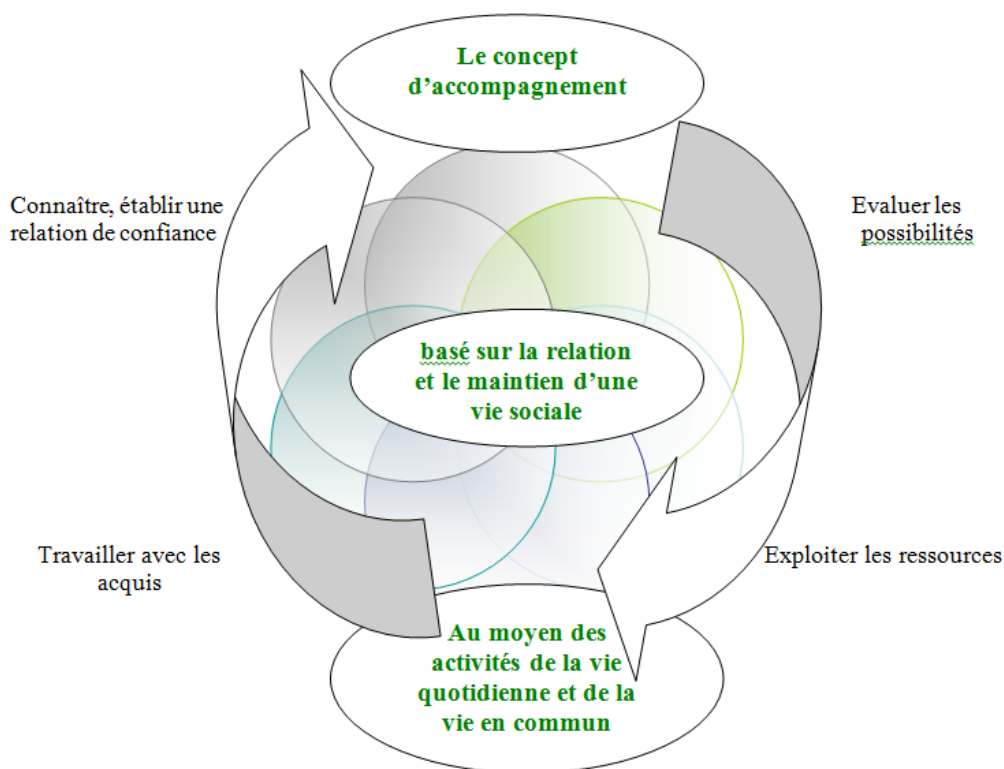 Le concept
d'accompagnement
Connaître, établir une
relation de confiance
Evaluer les
possibilités
basé sur la relation
et le maintien d'une
vie sociale
Travailler avec les
acquis
Exploiter les ressources
Au moyen des
activités de la vie
quotidienne et de la
vie en commun